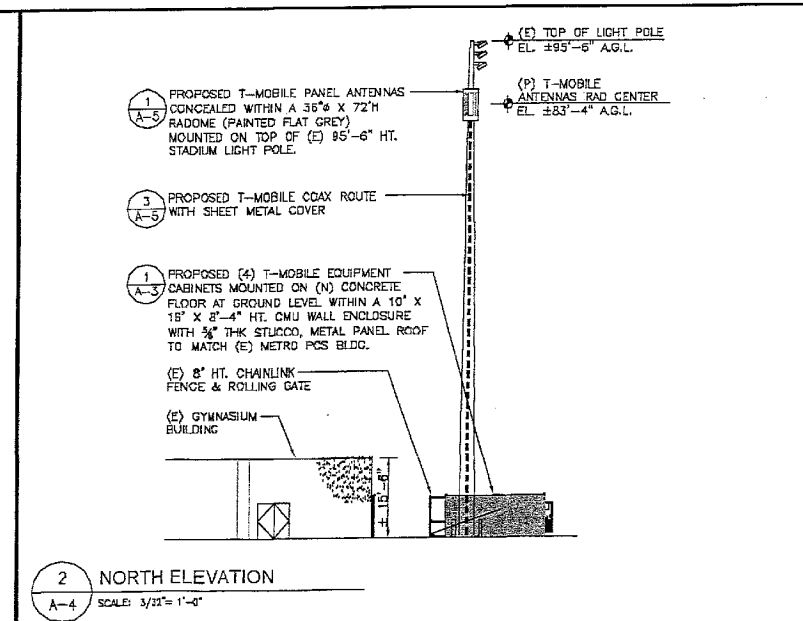 (E) TOP OF LIGHT POLE
EL. ±95'-6" A.G.L.
(P) T-MOBILE
ANTENNAS RAD CENTER
EL. ±83'-4" A.G.L.
1
A-5
PROPOSED T-MOBILE PANEL ANTENNAS
CONCEALED WITHIN A 36"ø X 72"H
RADOME (PAINTED FLAT GREY)
MOUNTED ON TOP OF (E) 95'-6" HT.
STADIUM LIGHT POLE.
3
A-5
PROPOSED T-MOBILE COAX ROUTE
WITH SHEET METAL COVER
1
A-3
PROPOSED (4) T-MOBILE EQUIPMENT
CABINETS MOUNTED ON (N) CONCRETE
FLOOR AT GROUND LEVEL WITHIN A 10' X
16' X 8'-4" HT. CMU WALL ENCLOSURE
WITH THK STUCCO, METAL PANEL ROOF
TO MATCH (E) METRO PCS BLDG.
(E) 8' HT. CHAINLINK
FENCE & ROLLING GATE
(E) GYMNASIUM
BUILDING
± 15'-6"
2
A-4
NORTH ELEVATION
SCALE: 3/32"= 1'-0"